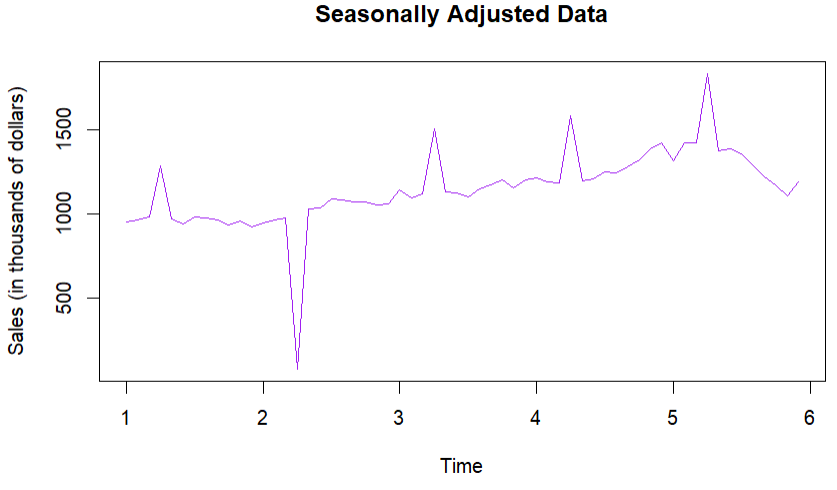 Seasonally Adjusted Data
Sales (in thousands of dollars)
1500
1000
500
1 2 3 4 5 6
Time